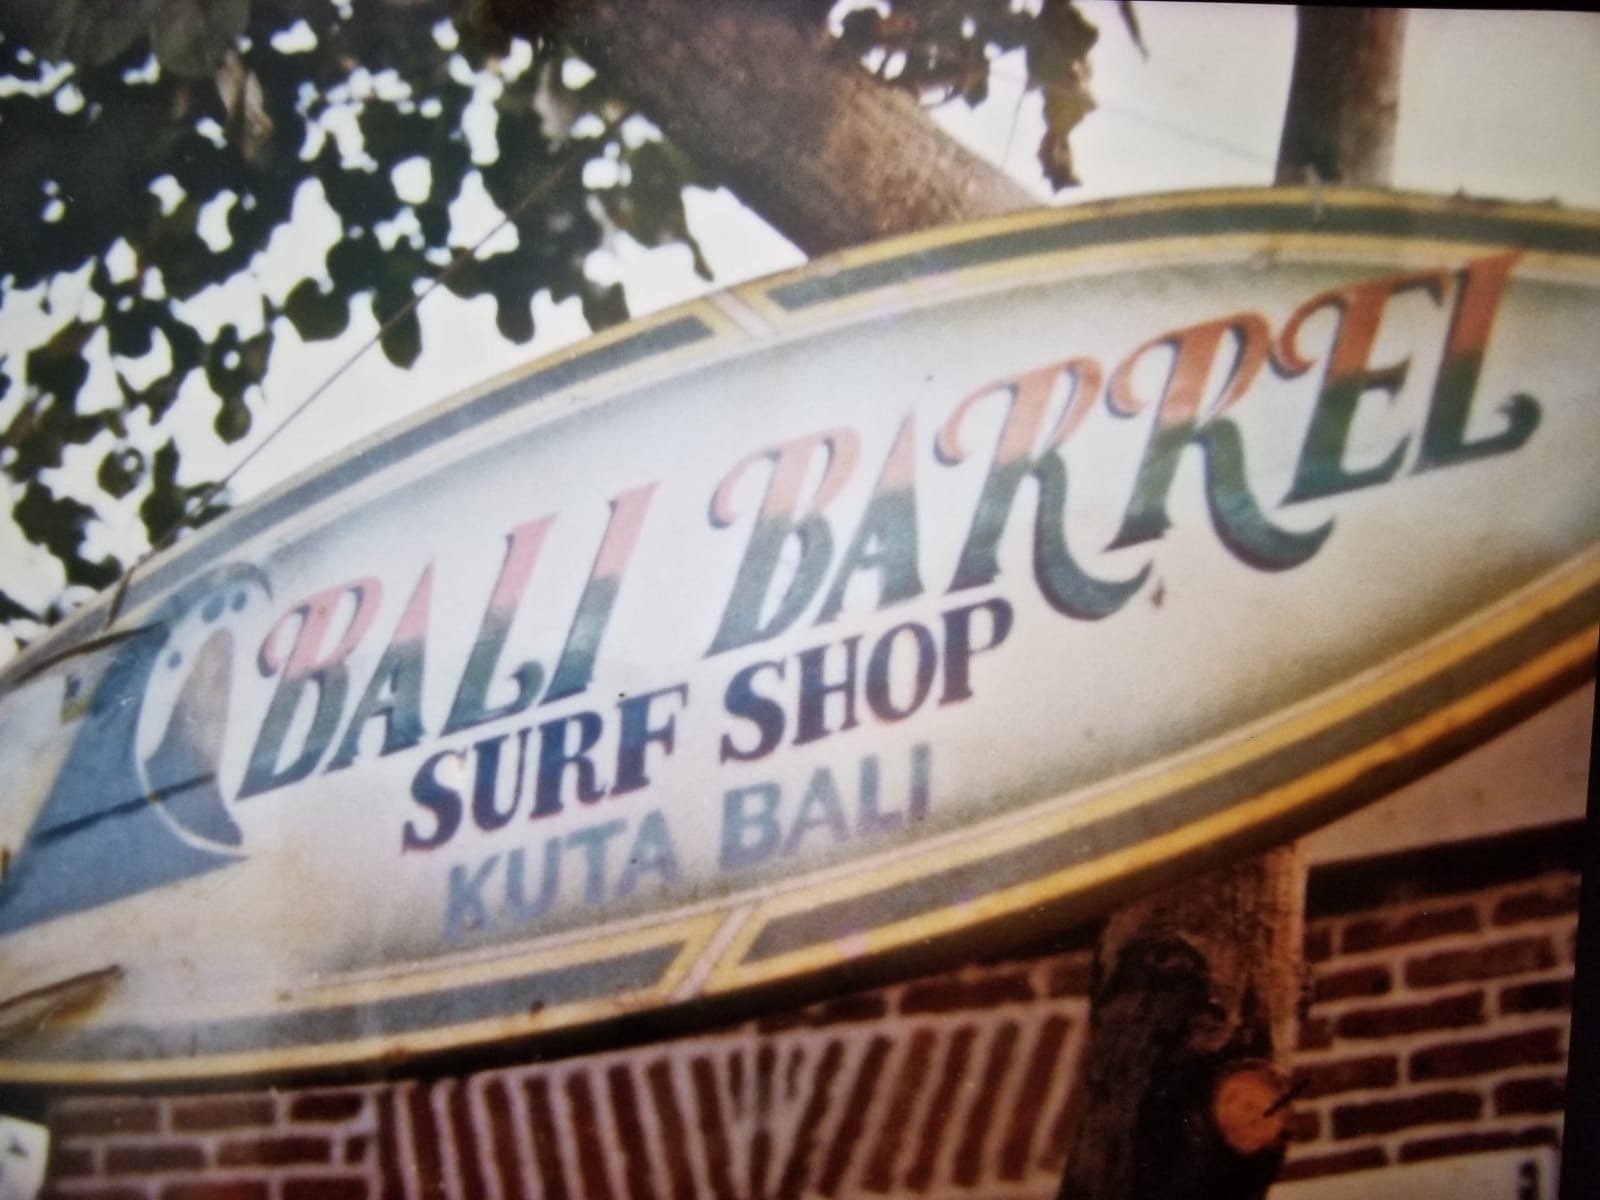 BALI BARREL
SURF SHOP
KUTA BALI